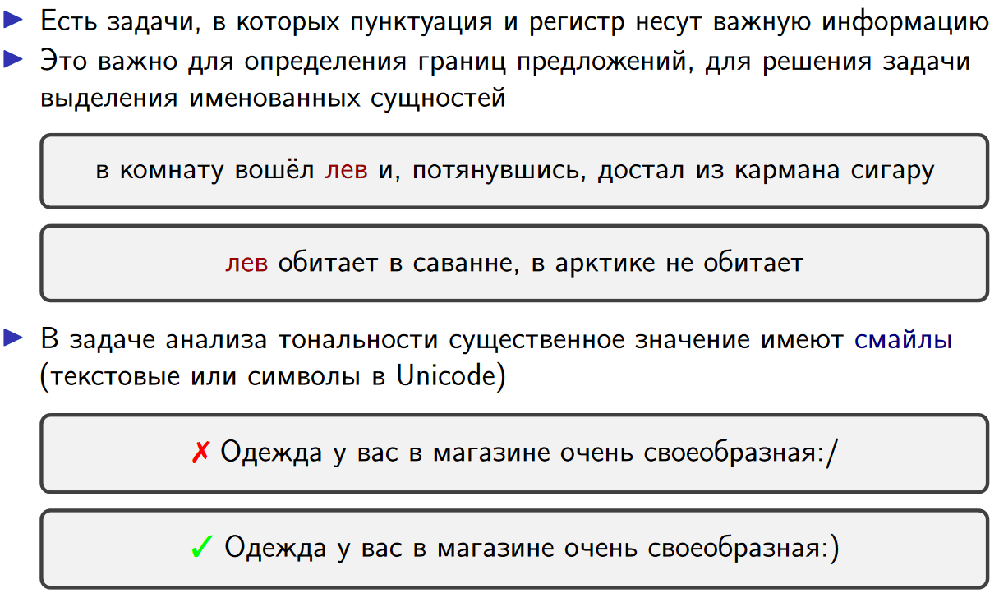 ▶ Есть задачи, в которых пунктуация и регистр несут важную информацию
▶ Это важно для определения границ предложений, для решения задачи
выделения именованных сущностей
в комнату вошёл лев и, потянувшись, достал из кармана сигару
лев обитает в саванне, в арктике не обитает
▶ В задаче анализа тональности существенное значение имеют смайлы
(текстовые или символы в Unicode)
✗ Одежда у вас в магазине очень своеобразная:/
✓ Одежда у вас в магазине очень своеобразная:)